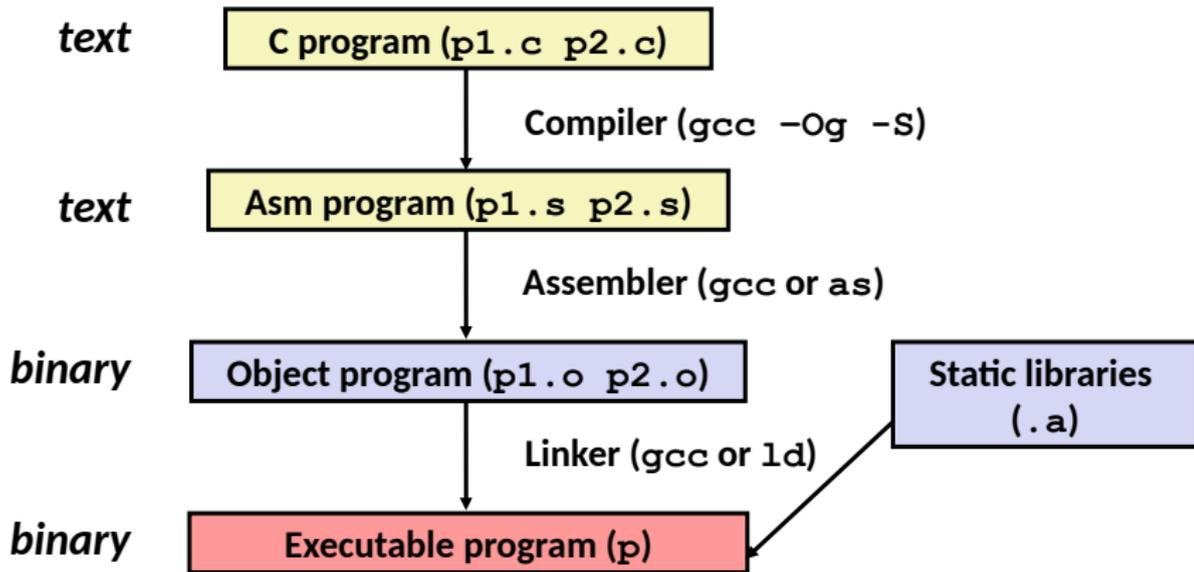 text
C program (p1.c p2.c)
Compiler (gcc –Og -S)
text
Asm program (p1.s p2.s)
Assembler (gcc or as)
binary
Object program (p1.o p2.o)
Static libraries
(.a)
Linker (gcc or ld)
binary
Executable program (p)